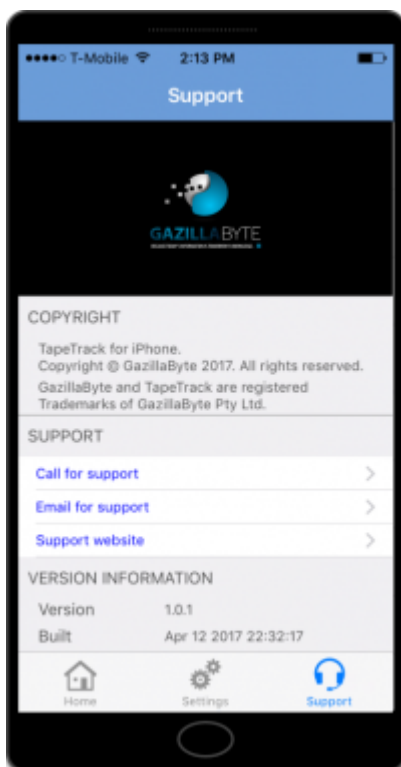 T-Mobile 2:13 PM
Support
GAZILLABYTE
COPYRIGHT
TapeTrack for iPhone.
Copyright © GazillaByte 2017. All rights reserved.
GazillaByte and TapeTrack are registered
Trademarks of GazillaByte Pty Ltd.
SUPPORT
Call for support
Email for support
Support website
VERSION INFORMATION
Version 1.0.1
Built Apr 12 2017 22:32:17
Home Settings Support